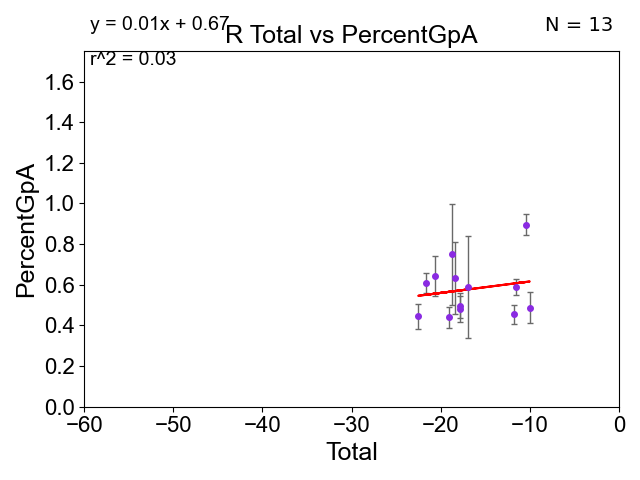 y = 0.01x + 0.67
R Total vs PercentGpA
N = 13
r^2 = 0.03
PercentGpA
1.6
1.4
1.2
1.0
0.8
0.6
0.4
0.2
0.0
−60
−50
−40
−30
−20
−10
0
Total